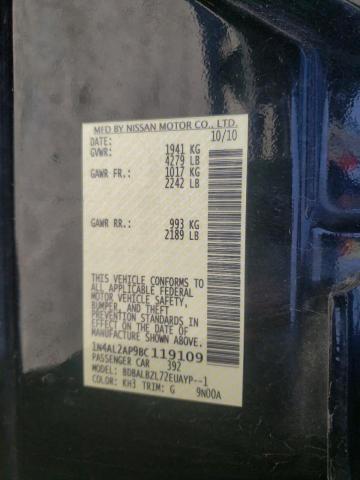 MFD BY NISSAN MOTOR CO., LTD.
DATE: 10/10
GVWR: 1941 KG
4279 LB
GAWR FR.: 1017 KG
2242 LB
GAWR RR.: 993 KG
2189 LB
THIS VEHICLE CONFORMS TO
ALL APPLICABLE FEDERAL
MOTOR VEHICLE SAFETY,
BUMPER, AND THEFT
PREVENTION STANDARDS IN
EFFECT ON THE DATE OF
MANUFACTURE SHOWN ABOVE.
1N4AL2AP9BC119109
PASSENGER CAR 392
MODEL: BDBALBZL72EUAYP--1
COLOR: KH3 TRIM: G 9N00A